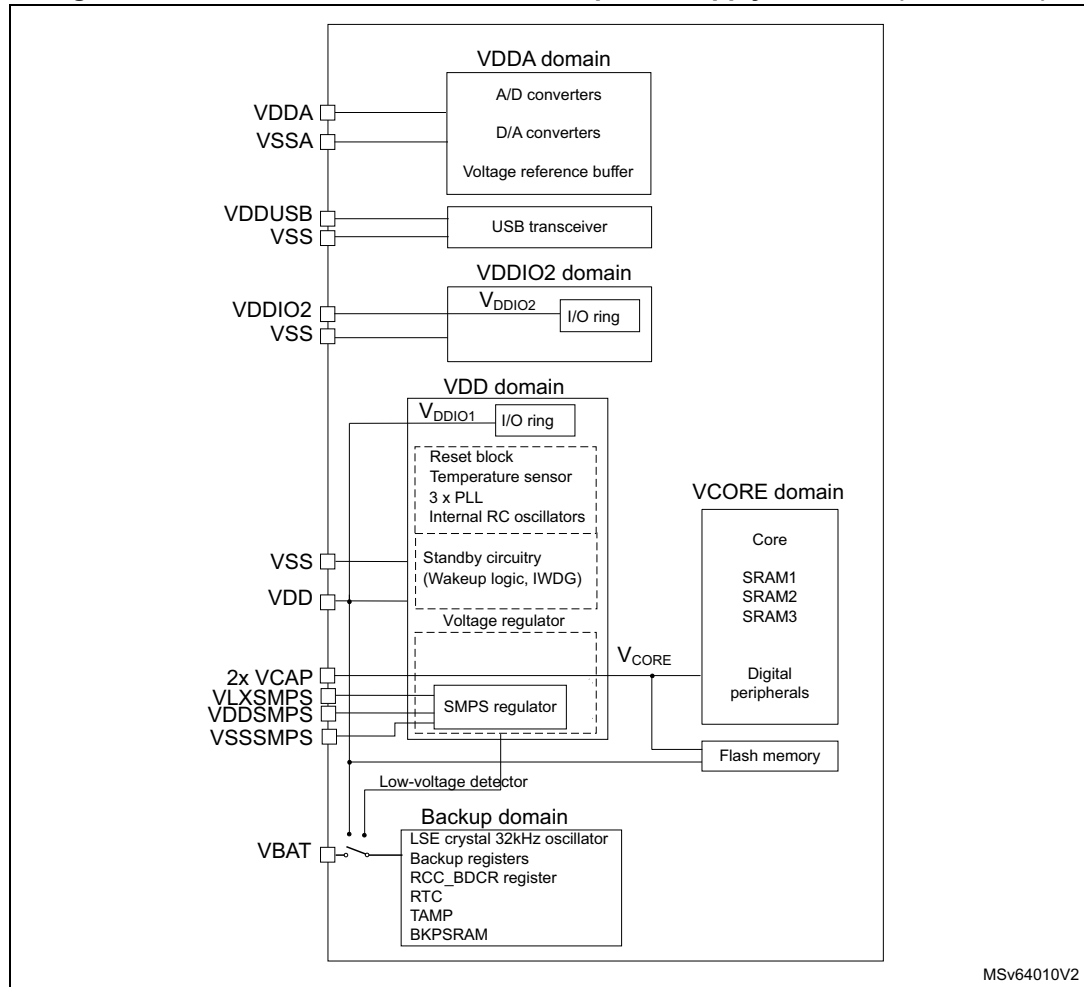 VDDA domain
A/D converters
VDDA
D/A converters
VSSA
Voltage reference buffer
VDDUSB
USB transceiver
VSS
VDDIO2 domain
VDDIO2
VDDIO2
I/O ring
VSS
VDD domain
VDDIO1
I/O ring
Reset block
Temperature sensor
3 x PLL
Internal RC oscillators
VCORE domain
Core
VSS
Standby circuitry
(Wakeup logic, IWDG)
SRAM1
SRAM2
SRAM3
VDD
Voltage regulator
VCORE
2x VCAP
Digital
peripherals
VLXSMPS
SMPS regulator
VDDSMPS
VSSSMPS
Flash memory
Low-voltage detector
Backup domain
VBAT
LSE crystal 32kHz oscillator
Backup registers
RCC_BDCR register
RTC
TAMP
BKPSRAM
MSv64010V2